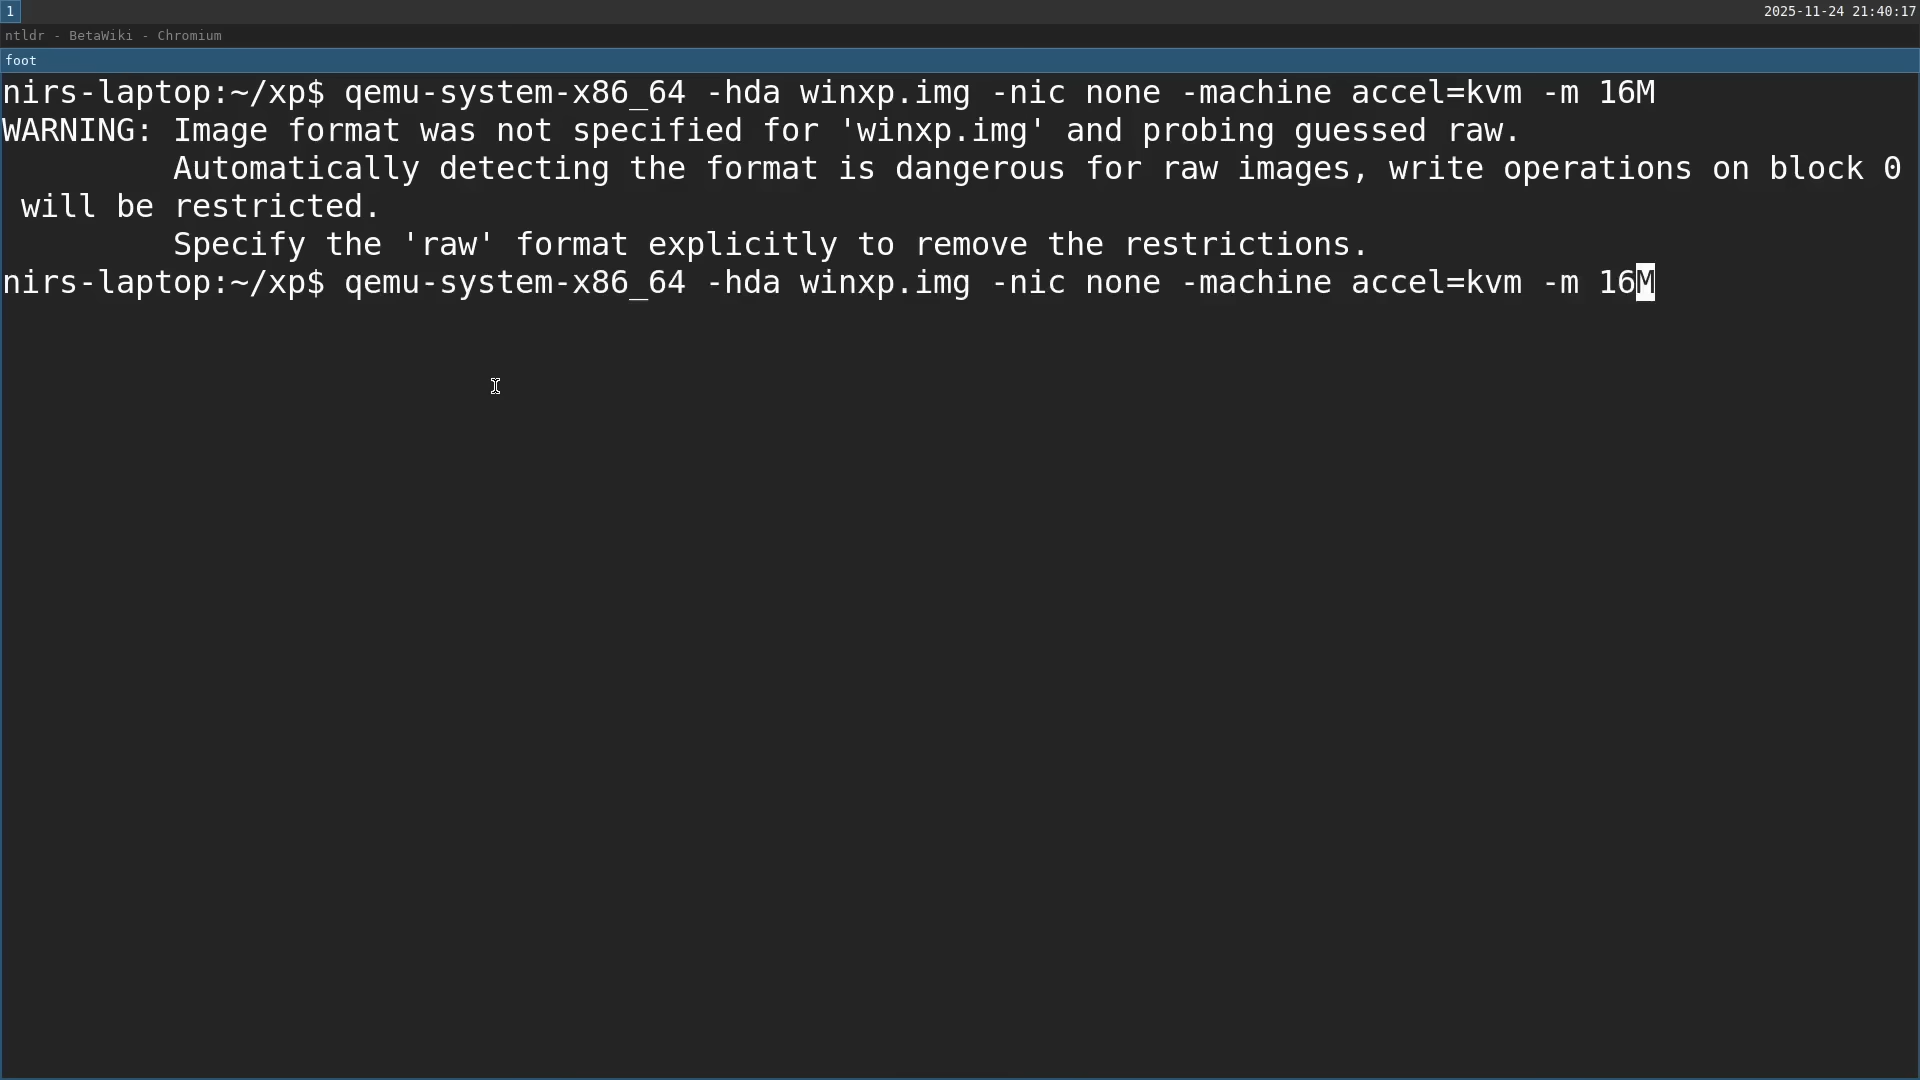 1
2025-11-24 21:40:17
ntldr - BetaWiki - Chromium
foot
nirs-laptop:~/xp$ qemu-system-x86_64 -hda winxp.img -nic none -machine accel=kvm -m 16M
WARNING: Image format was not specified for 'winxp.img' and probing guessed raw.
         Automatically detecting the format is dangerous for raw images, write operations on block 0
 will be restricted.
         Specify the 'raw' format explicitly to remove the restrictions.
nirs-laptop:~/xp$ qemu-system-x86_64 -hda winxp.img -nic none -machine accel=kvm -m 16M